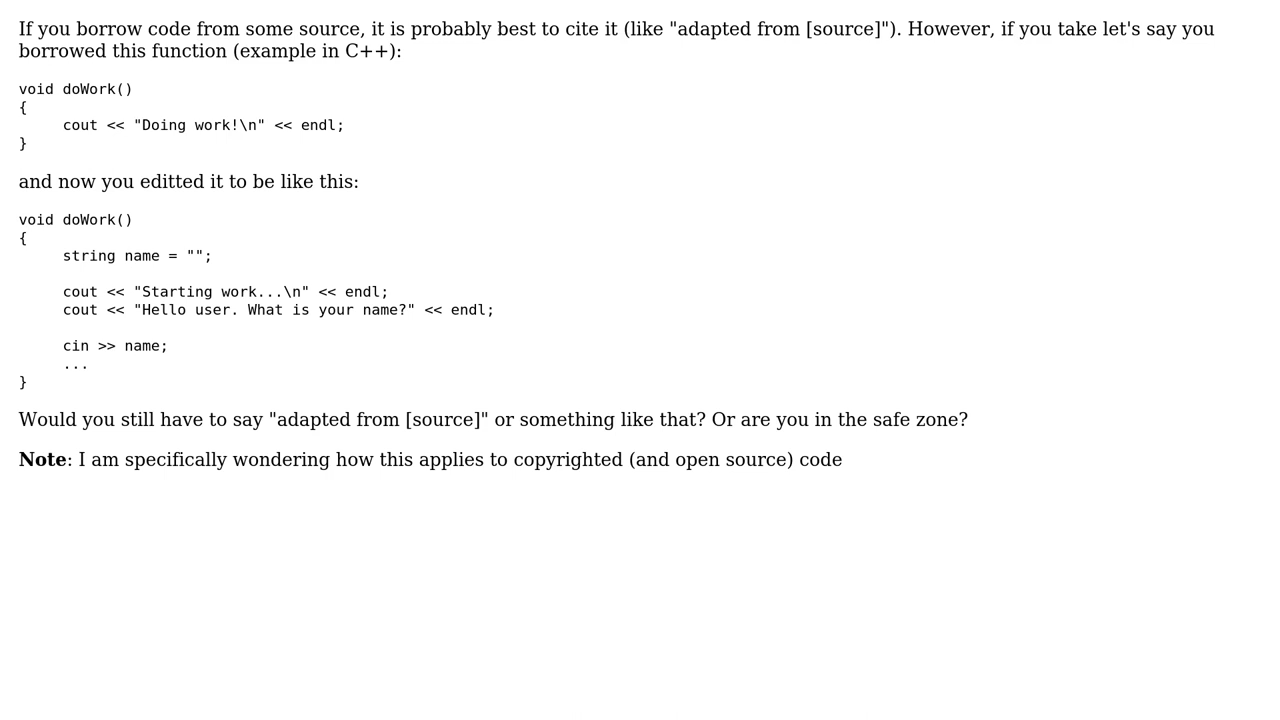 If you borrow code from some source, it is probably best to cite it (like "adapted from [source]"). However, if you take let's say you
borrowed this function (example in C++):
void doWork()
{
     cout << "Doing work!\n" << endl;
}
and now you editted it to be like this:
void doWork()
{
     string name = "";
     cout << "Starting work...\n" << endl;
     cout << "Hello user. What is your name?" << endl;
     cin >> name;
     ...
}
Would you still have to say "adapted from [source]" or something like that? Or are you in the safe zone?
Note: I am specifically wondering how this applies to copyrighted (and open source) code